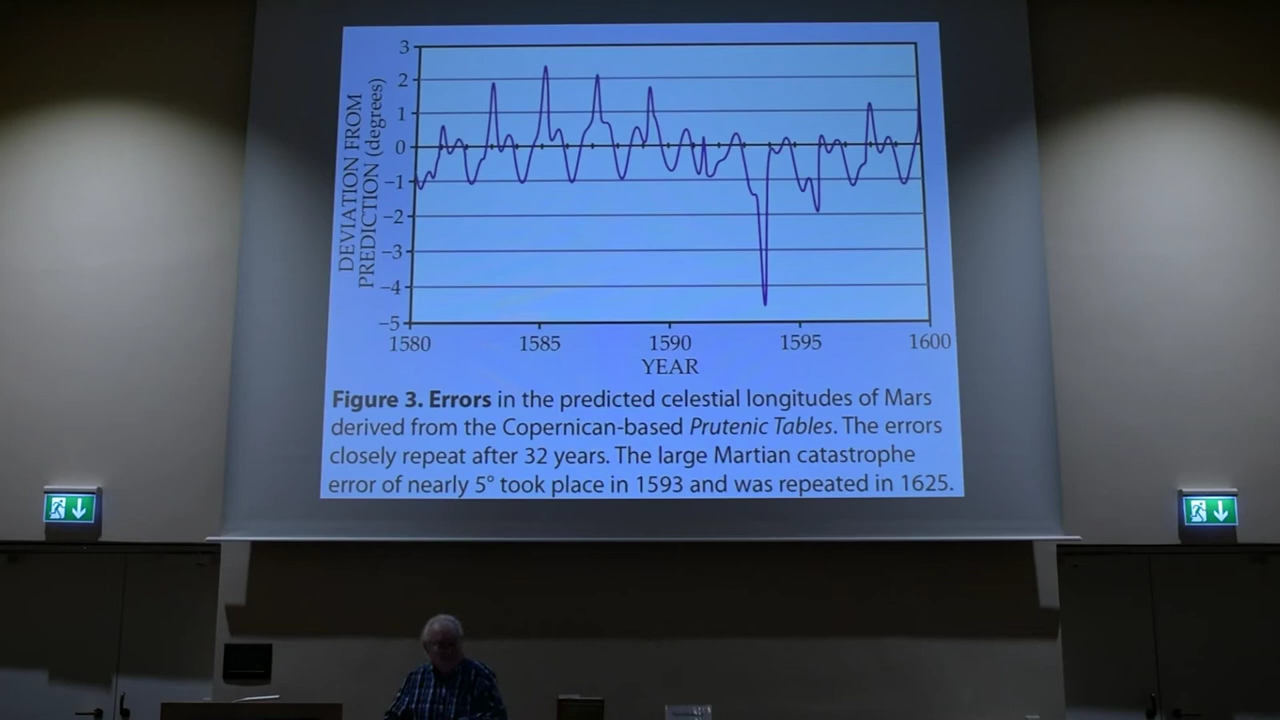 3
2
1
0
−1
−2
−3
−4
−5
DEVIATION FROM
PREDICTION (degrees)
1580 1585 1590 1595 1600
YEAR
Figure 3. Errors in the predicted celestial longitudes of Mars
derived from the Copernican-based Prutenic Tables. The errors
closely repeat after 32 years. The large Martian catastrophe
error of nearly 5° took place in 1593 and was repeated in 1625.